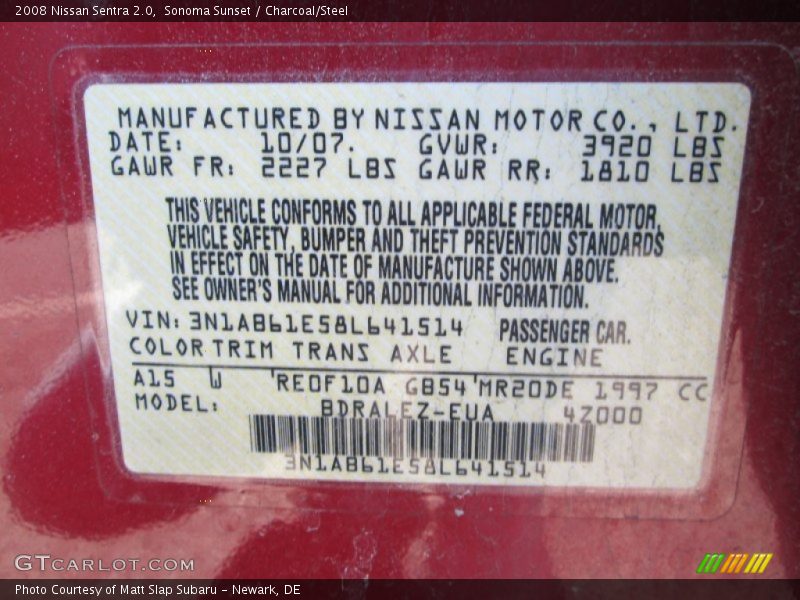 2008 Nissan Sentra 2.0,  Sonoma Sunset / Charcoal/Steel
MANUFACTURED BY NISSAN MOTOR CO., LTD.
DATE: 10/07. GVWR: 3920 LBS
GAWR FR: 2227 LBS GAWR RR: 1810 LBS
THIS VEHICLE CONFORMS TO ALL APPLICABLE FEDERAL MOTOR,
VEHICLE SAFETY, BUMPER AND THEFT PREVENTION STANDARDS
IN EFFECT ON THE DATE OF MANUFACTURE SHOWN ABOVE.
SEE OWNER'S MANUAL FOR ADDITIONAL INFORMATION.
VIN: 3N1AB61E58L641514 PASSENGER CAR.
COLOR TRIM TRANS AXLE ENGINE
A15 W RE0F10A GB54 MR20DE 1997 CC
MODEL: BDRALEZ-EUA 4Z000
3N1AB61E58L641514
GTCARLOT.COM
Photo Courtesy of Matt Slap Subaru – Newark, DE